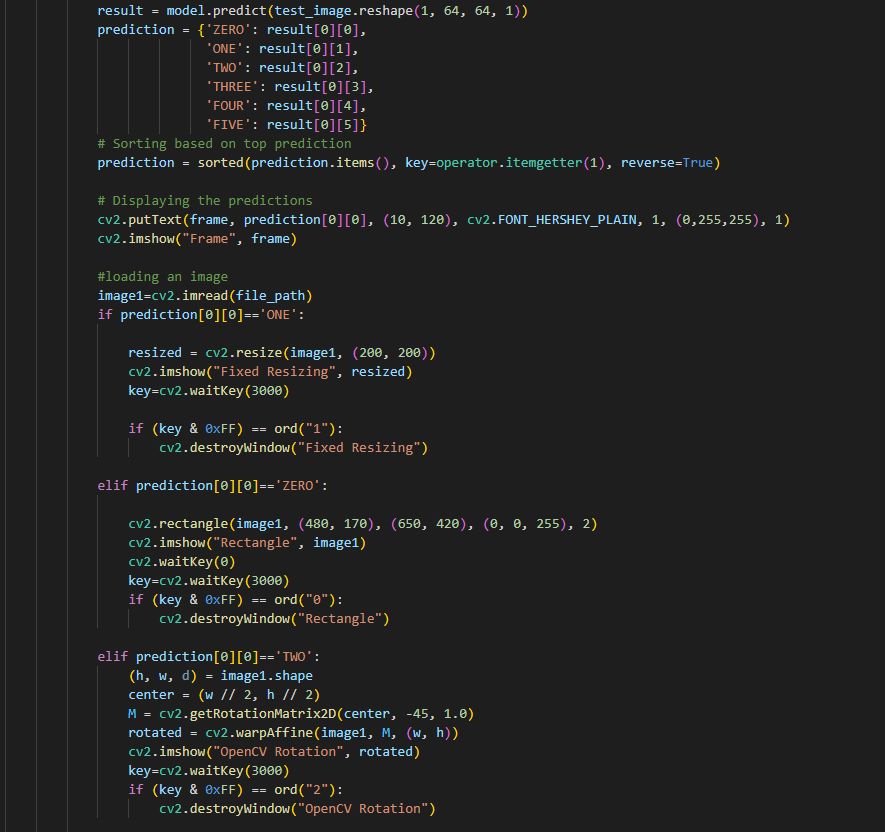 result = model.predict(test_image.reshape(1, 64, 64, 1))
prediction = {'ZERO': result[0][0],
'ONE': result[0][1],
'TWO': result[0][2],
'THREE': result[0][3],
'FOUR': result[0][4],
'FIVE': result[0][5]}
# Sorting based on top prediction
prediction = sorted(prediction.items(), key=operator.itemgetter(1), reverse=True)
# Displaying the predictions
cv2.putText(frame, prediction[0][0], (10, 120), cv2.FONT_HERSHEY_PLAIN, 1, (0,255,255), 1)
cv2.imshow("Frame", frame)
#loading an image
image1=cv2.imread(file_path)
if prediction[0][0]=='ONE':
resized = cv2.resize(image1, (200, 200))
cv2.imshow("Fixed Resizing", resized)
key=cv2.waitKey(3000)
if (key & 0xFF) == ord("1"):
cv2.destroyWindow("Fixed Resizing")
elif prediction[0][0]=='ZERO':
cv2.rectangle(image1, (480, 170), (650, 420), (0, 0, 255), 2)
cv2.imshow("Rectangle", image1)
cv2.waitKey(0)
key=cv2.waitKey(3000)
if (key & 0xFF) == ord("0"):
cv2.destroyWindow("Rectangle")
elif prediction[0][0]=='TWO':
(h, w, d) = image1.shape
center = (w // 2, h // 2)
M = cv2.getRotationMatrix2D(center, -45, 1.0)
rotated = cv2.warpAffine(image1, M, (w, h))
cv2.imshow("OpenCV Rotation", rotated)
key=cv2.waitKey(3000)
if (key & 0xFF) == ord("2"):
cv2.destroyWindow("OpenCV Rotation")